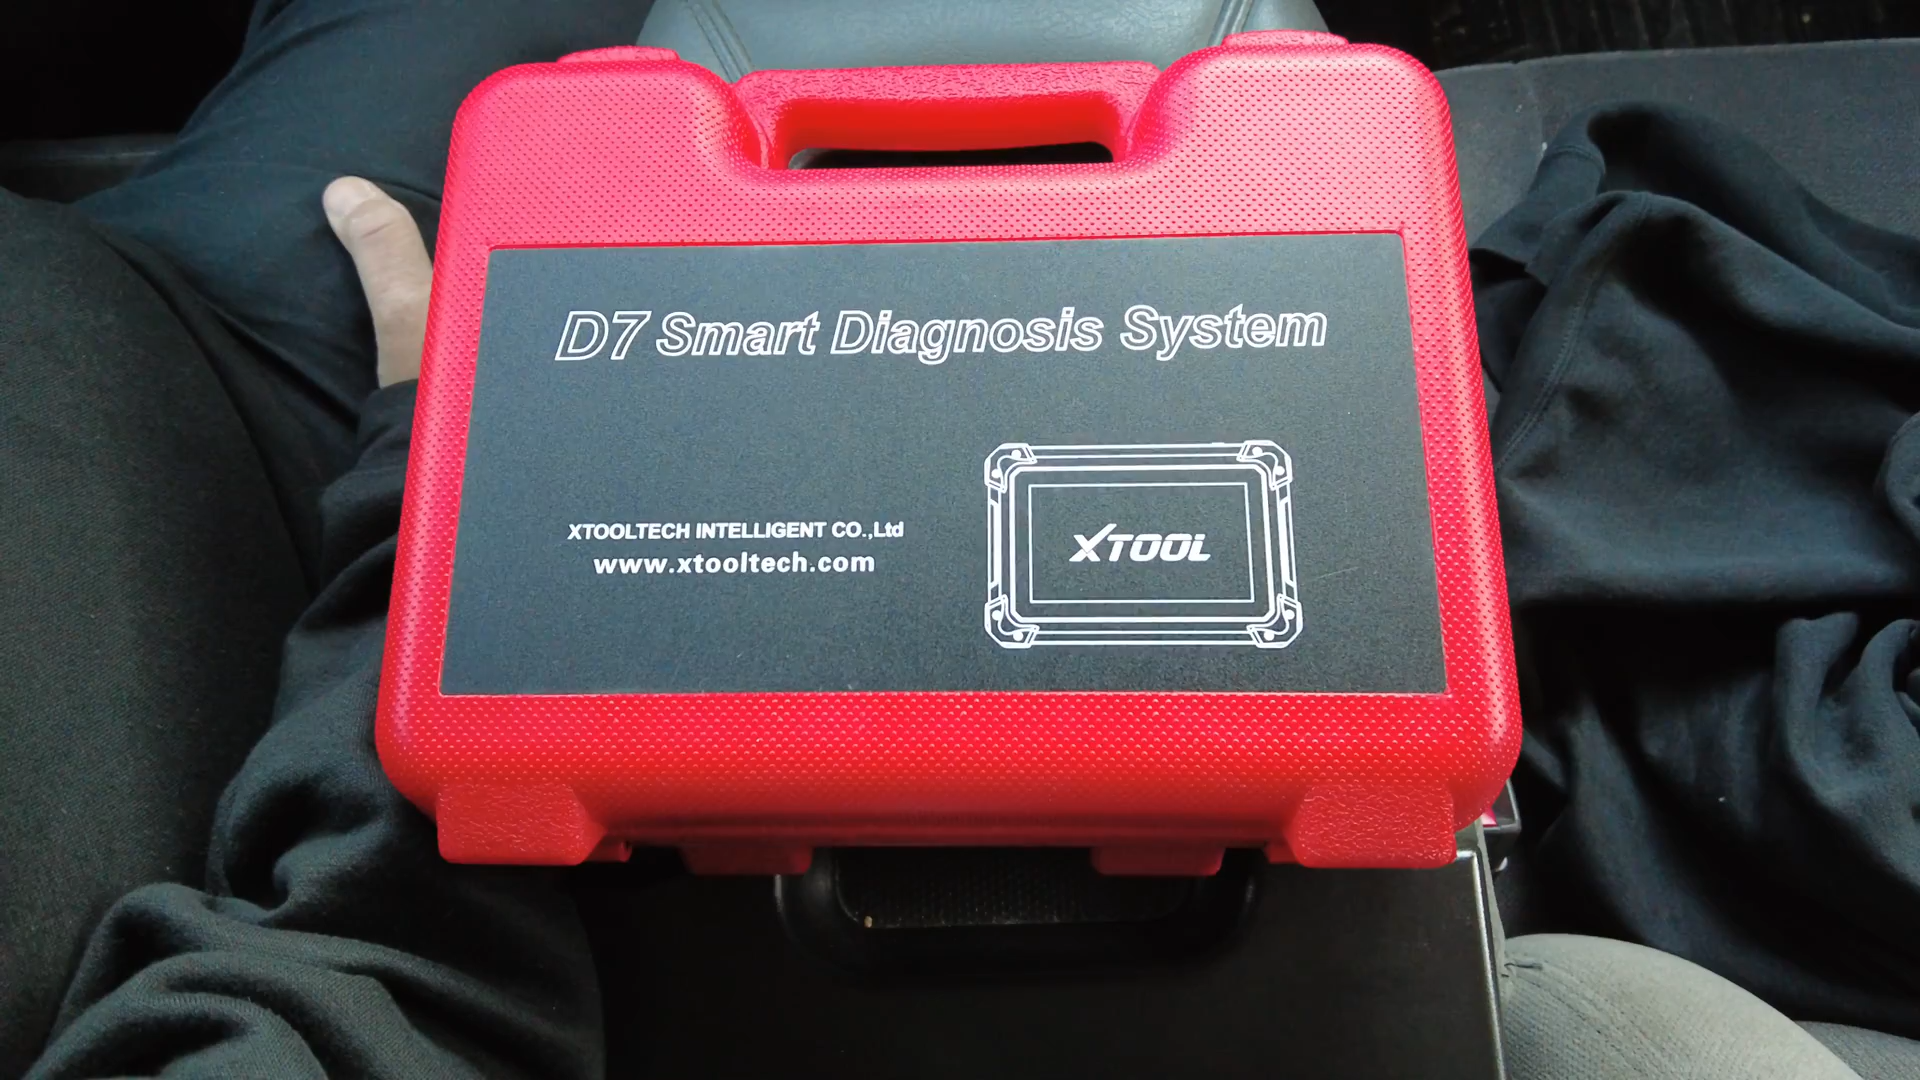 D7 Smart Diagnosis System
XTOOLTECH INTELLIGENT CO.,Ltd
www.xtooltech.com
XTOOL